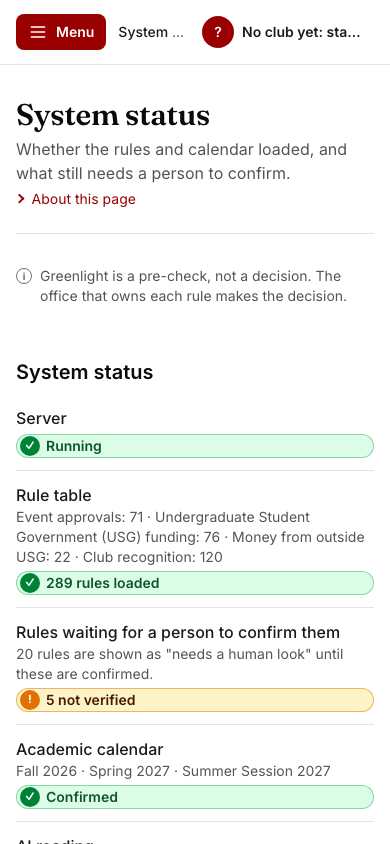 Menu
System ...
?
No club yet: sta...
System status
Whether the rules and calendar loaded, and
what still needs a person to confirm.
About this page
Greenlight is a pre-check, not a decision. The
office that owns each rule makes the decision.
System status
Server
Running
Rule table
Event approvals: 71 · Undergraduate Student
Government (USG) funding: 76 · Money from outside
USG: 22 · Club recognition: 120
289 rules loaded
Rules waiting for a person to confirm them
20 rules are shown as "needs a human look" until
these are confirmed.
! 5 not verified
Academic calendar
Fall 2026 · Spring 2027 · Summer Session 2027
Confirmed